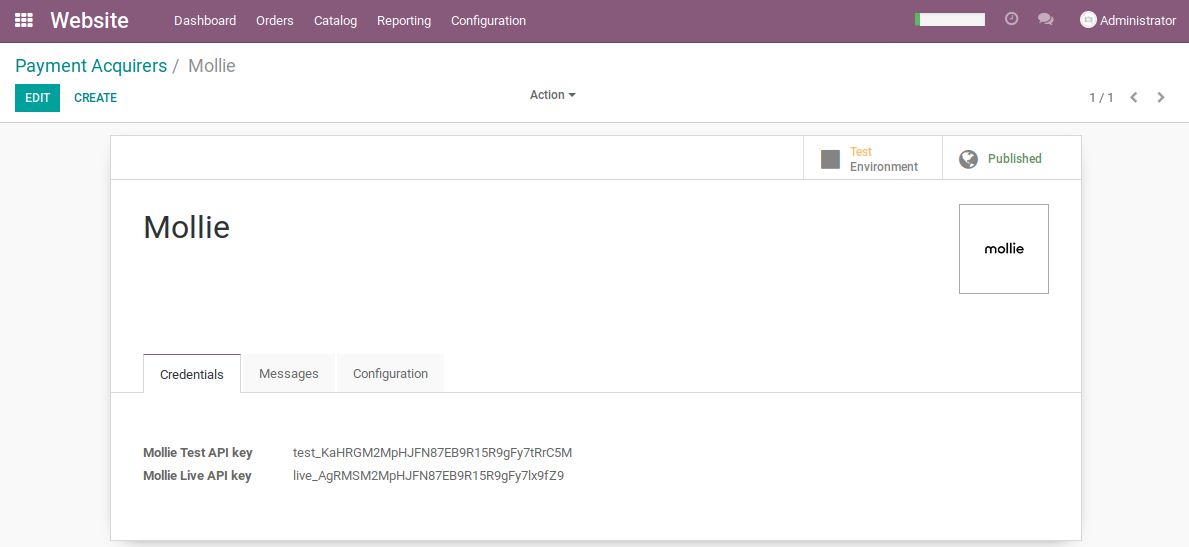 Website Dashboard Orders Catalog Reporting Configuration Administrator
Payment Acquirers / Mollie
EDIT CREATE Action 1 / 1
Test
Environment
Published
Mollie
mollie
Credentials Messages Configuration
Mollie Test API key test_KaHRGM2MpHJFN87EB9R15R9gFy7tRrC5M
Mollie Live API key live_AgRMSM2MpHJFN87EB9R15R9gFy7lx9fZ9